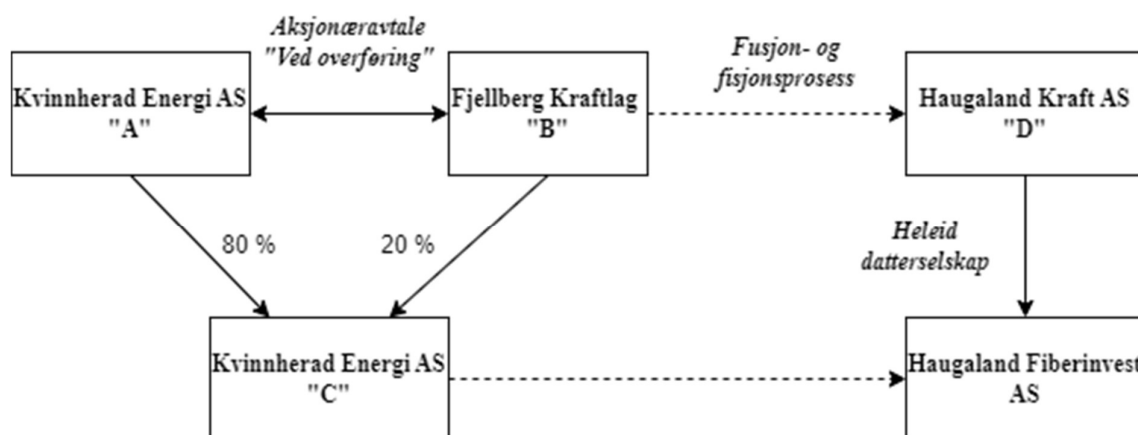 Aksjonæravtale
"Ved overføring"
Fusjon- og
fisjonsprosess
Kvinnherad Energi AS
"A"
Fjellberg Kraftlag
"B"
Haugaland Kraft AS
"D"
80 %
20 %
Heleid
datterselskap
Kvinnherad Energi AS
"C"
Haugaland Fiberinvest
AS